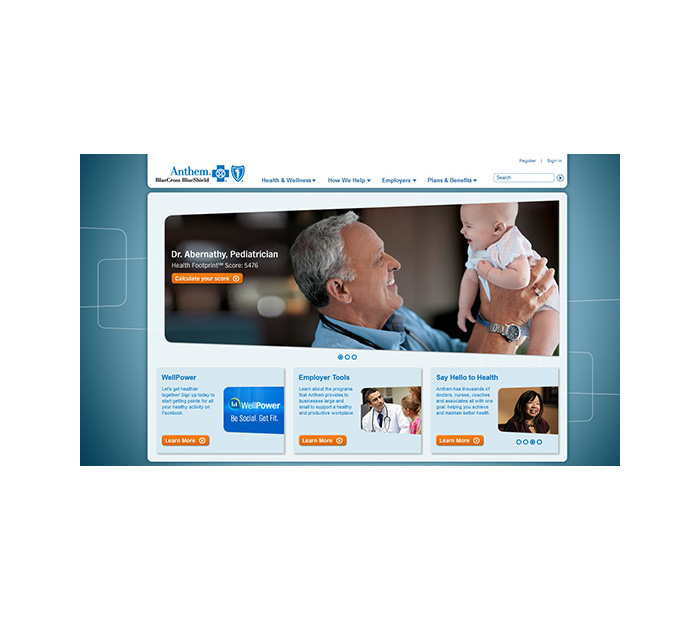 Register | Sign In
Anthem.
BlueCross BlueShield
Health & Wellness
How We Help
Employers
Plans & Benefits
Search
Dr. Abernathy, Pediatrician
Health Footprint™ Score: 5476
Calculate your score
WellPower
Let's get healthier
together! Sign up today to
start getting points for all
your healthy activity on
Facebook.
WellPower
Be Social. Get Fit.
Learn More
Employer Tools
Learn about the programs
that Anthem provides to
businesses large and
small to support a healthy
and productive workplace.
Learn More
Say Hello to Health
Anthem has thousands of
doctors, nurses, coaches
and associates all with one
goal: helping you achieve
and maintain better health.
Learn More